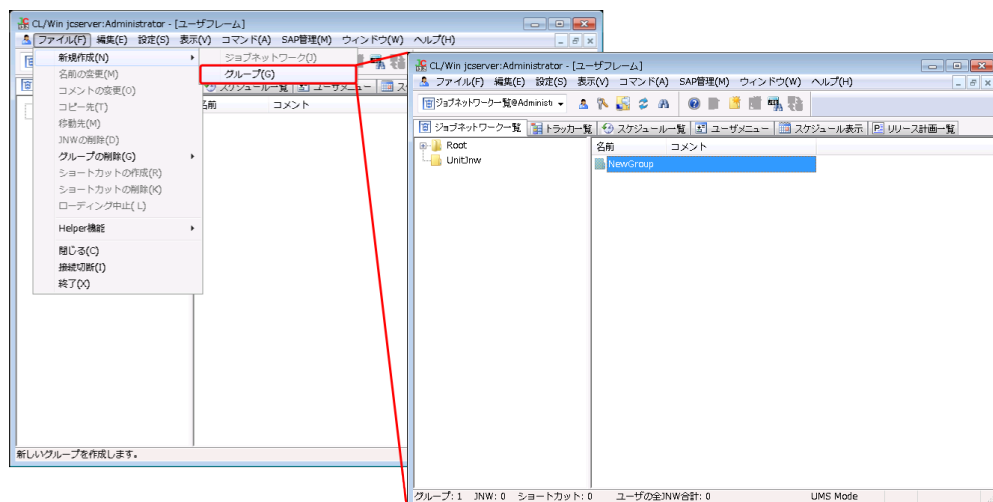 CL/Win jcserver:Administrator - [ユーザフレーム]
ファイル(F) 編集(E) 設定(S) 表示(V) コマンド(A) SAP管理(M) ウィンドウ(W) ヘルプ(H)
新規作成(N)
名前の変更(M)
コメントの変更(O)
コピー先(T)
移動先(M)
JNWの削除(D)
グループの削除(G)
ショートカットの作成(R)
ショートカットの削除(K)
ローディング中止(L)
Helper機能
閉じる(C)
接続切断(I)
終了(X)
ジョブネットワーク(J)
グループ(G)
スケジュール一覧 ユーザメニュー
名前 コメント
新しいグループを作成します。
CL/Win jcserver:Administrator - [ユーザフレーム]
ファイル(F) 編集(E) 設定(S) 表示(V) コマンド(A) SAP管理(M) ウィンドウ(W) ヘルプ(H)
ジョブネットワーク一覧@Administ
ジョブネットワーク一覧 トラッカー一覧 スケジュール一覧 ユーザメニュー スケジュール表示 リリース計画一覧
Root
UnitJnw
名前 コメント
NewGroup
グループ: 1 JNW: 0 ショートカット: 0 ユーザの全JNW合計: 0 UMS Mode